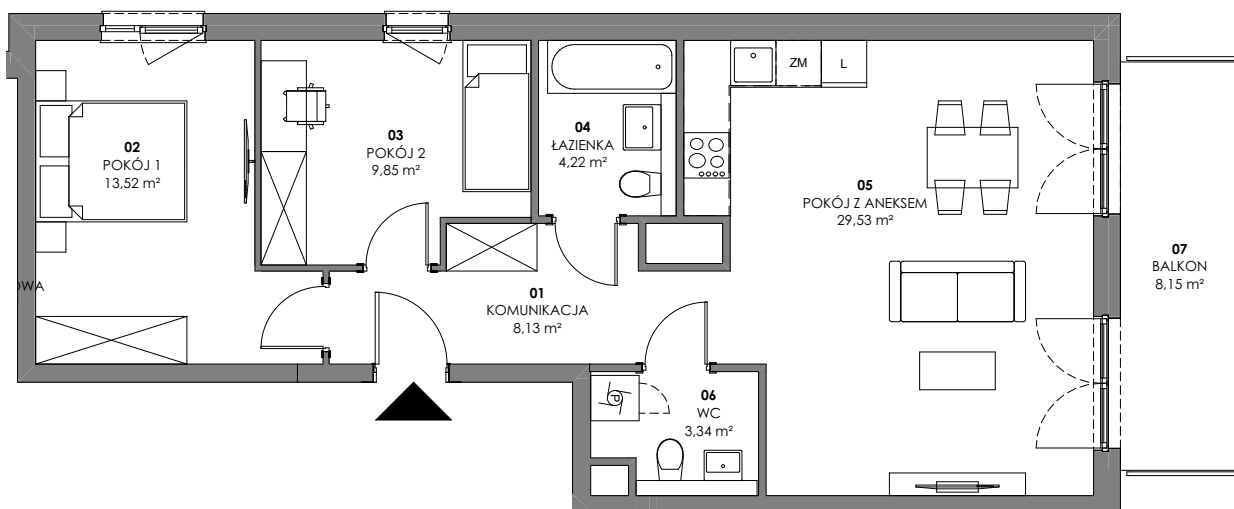 02
POKÓJ 1
13,52 m²
03
POKÓJ 2
9,85 m²
04
ŁAZIENKA
4,22 m²
ZM
L
05
POKÓJ Z ANEKSEM
29,53 m²
07
BALKON
8,15 m²
OWA
01
KOMUNIKACJA
8,13 m²
P
06
WC
3,34 m²